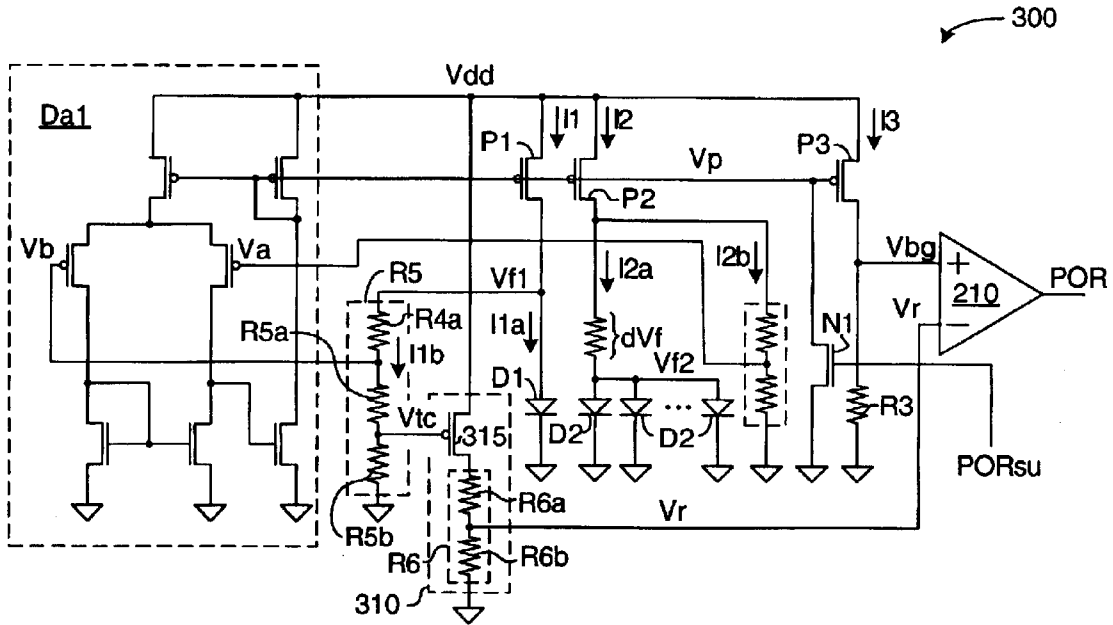 300
Da1
Vdd
I1
I2
I3
P1
Vp
P3
P2
Vb
Va
Vbg
+
210
POR
Vf1
I2a
I2b
Vr
−
R5
R4a
I1a
dVf
N1
R5a
I1b
Vf2
D1
R3
Vtc
315
...
D2
D2
PORsu
R6a
Vr
R5b
R6
R6b
310